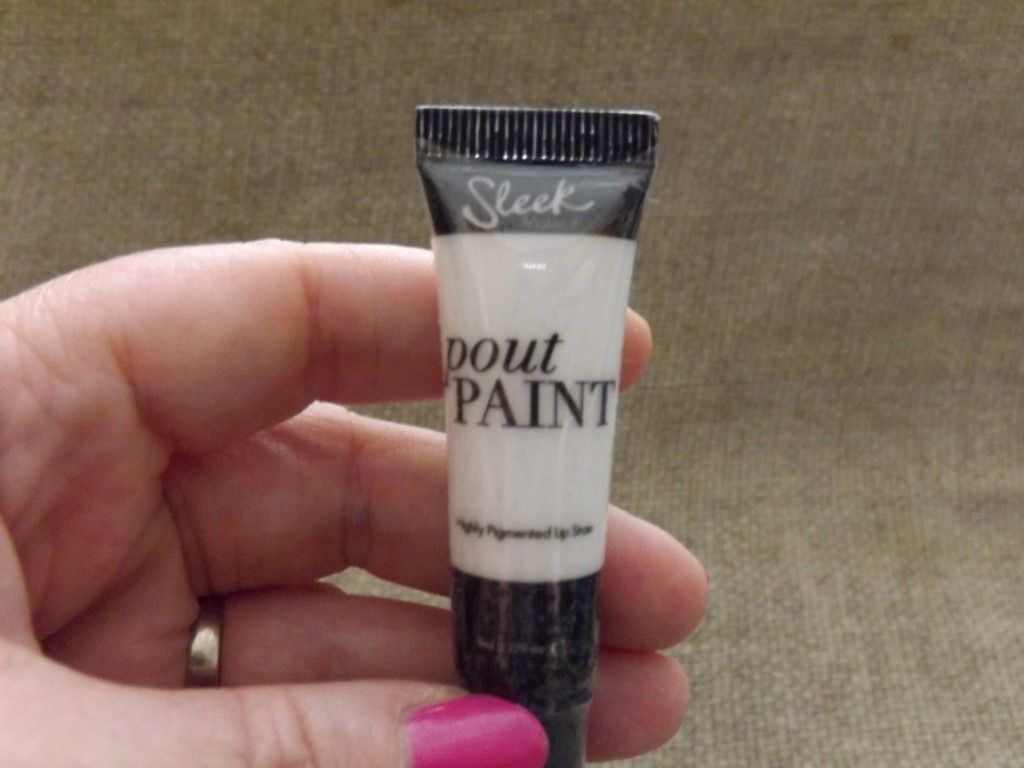 Sleek
pout
PAINT
Highly Pigmented Lip Stain